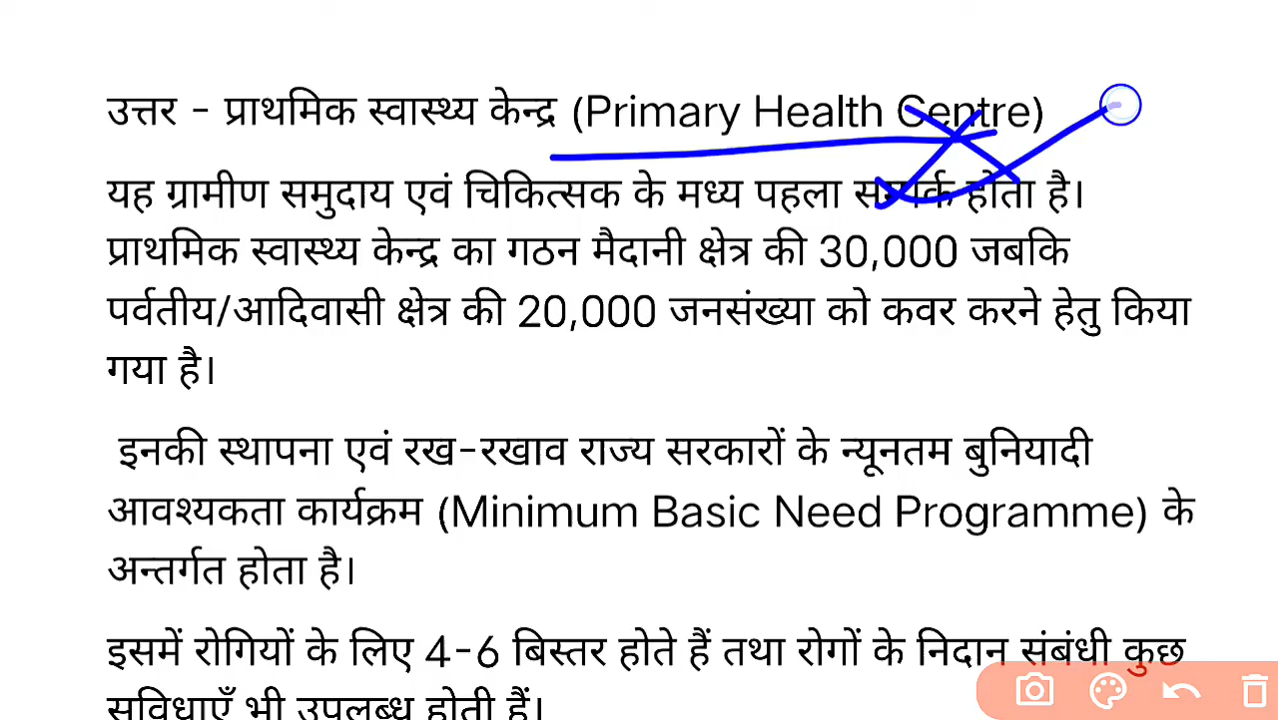 उत्तर - प्राथमिक स्वास्थ्य केन्द्र (Primary Health Centre)
यह ग्रामीण समुदाय एवं चिकित्सक के मध्य पहला सम्पर्क होता है।
प्राथमिक स्वास्थ्य केन्द्र का गठन मैदानी क्षेत्र की 30,000 जबकि
पर्वतीय/आदिवासी क्षेत्र की 20,000 जनसंख्या को कवर करने हेतु किया
गया है।
इनकी स्थापना एवं रख-रखाव राज्य सरकारों के न्यूनतम बुनियादी
आवश्यकता कार्यक्रम (Minimum Basic Need Programme) के
अन्तर्गत होता है।
इसमें रोगियों के लिए 4-6 बिस्तर होते हैं तथा रोगों के निदान संबंधी कुछ
सुविधाएँ भी उपलब्ध होती हैं।